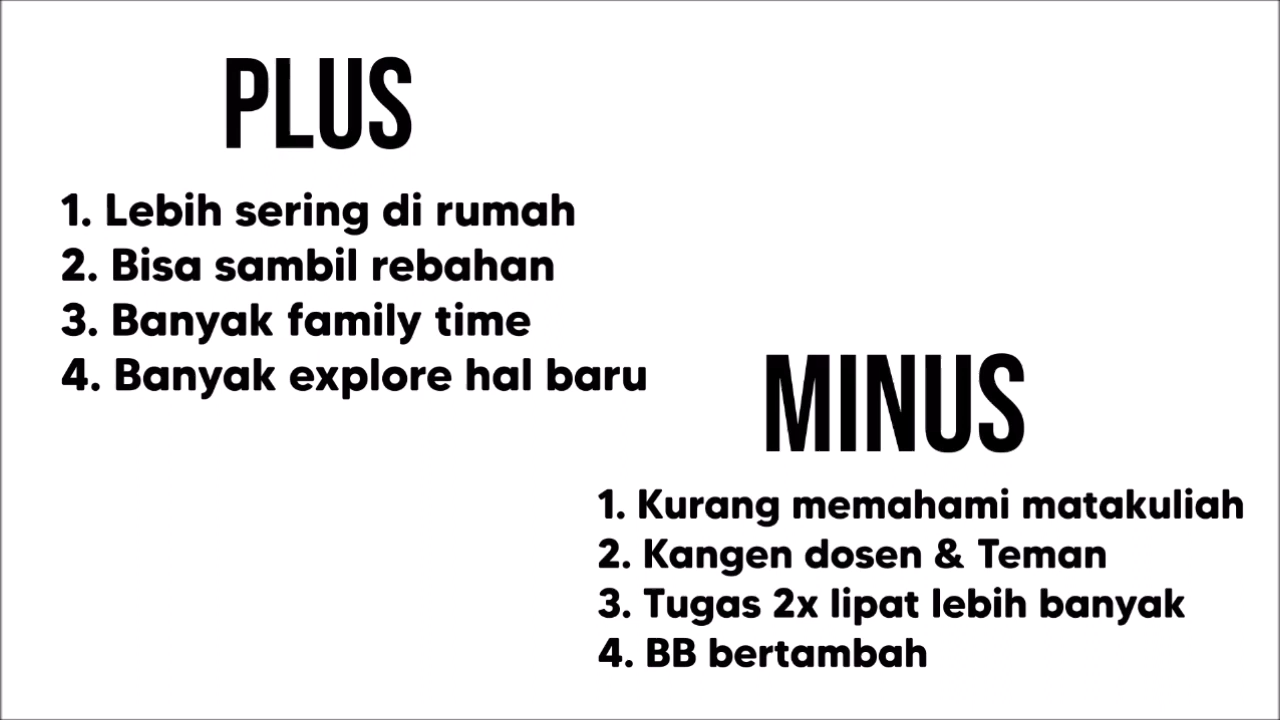 PLUS
1. Lebih sering di rumah
2. Bisa sambil rebahan
3. Banyak family time
4. Banyak explore hal baru
MINUS
1. Kurang memahami matakuliah
2. Kangen dosen & Teman
3. Tugas 2x lipat lebih banyak
4. BB bertambah